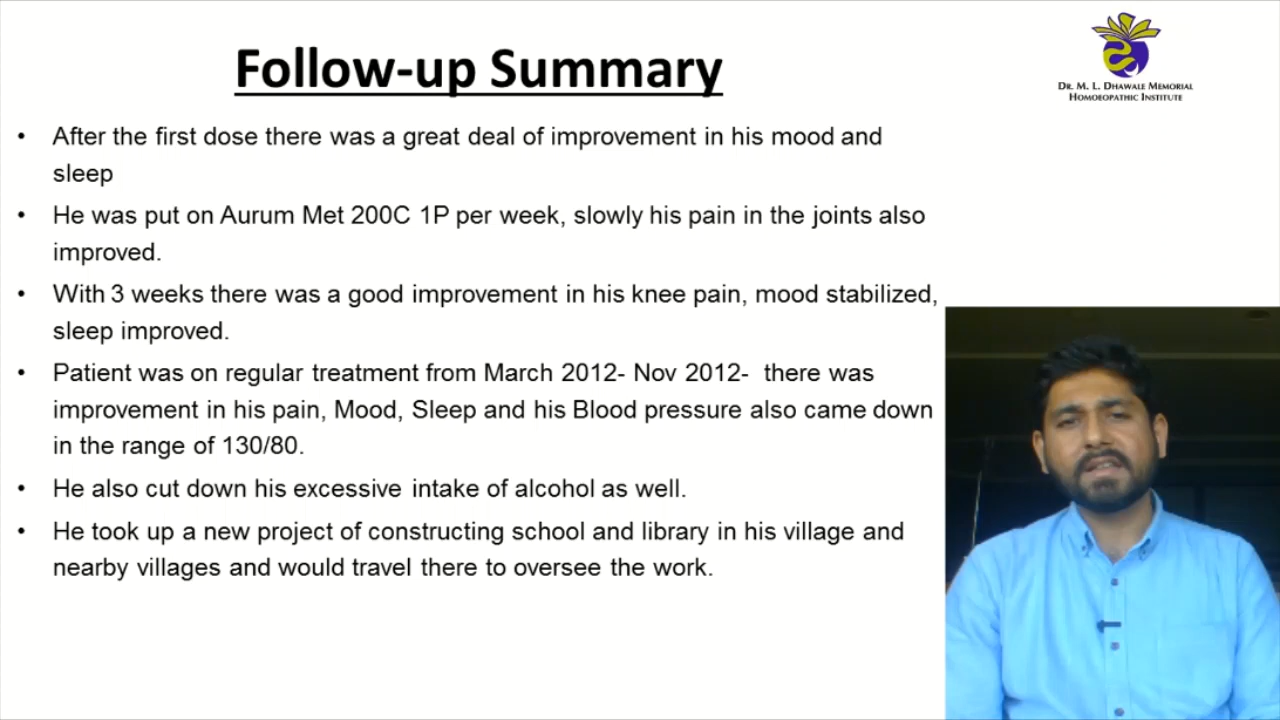 Follow-up Summary
DR. M. L. DHAWALE MEMORIAL
HOMOEOPATHIC INSTITUTE
• After the first dose there was a great deal of improvement in his mood and
sleep
• He was put on Aurum Met 200C 1P per week, slowly his pain in the joints also
improved.
• With 3 weeks there was a good improvement in his knee pain, mood stabilized,
sleep improved.
• Patient was on regular treatment from March 2012- Nov 2012- there was
improvement in his pain, Mood, Sleep and his Blood pressure also came down
in the range of 130/80.
• He also cut down his excessive intake of alcohol as well.
• He took up a new project of constructing school and library in his village and
nearby villages and would travel there to oversee the work.